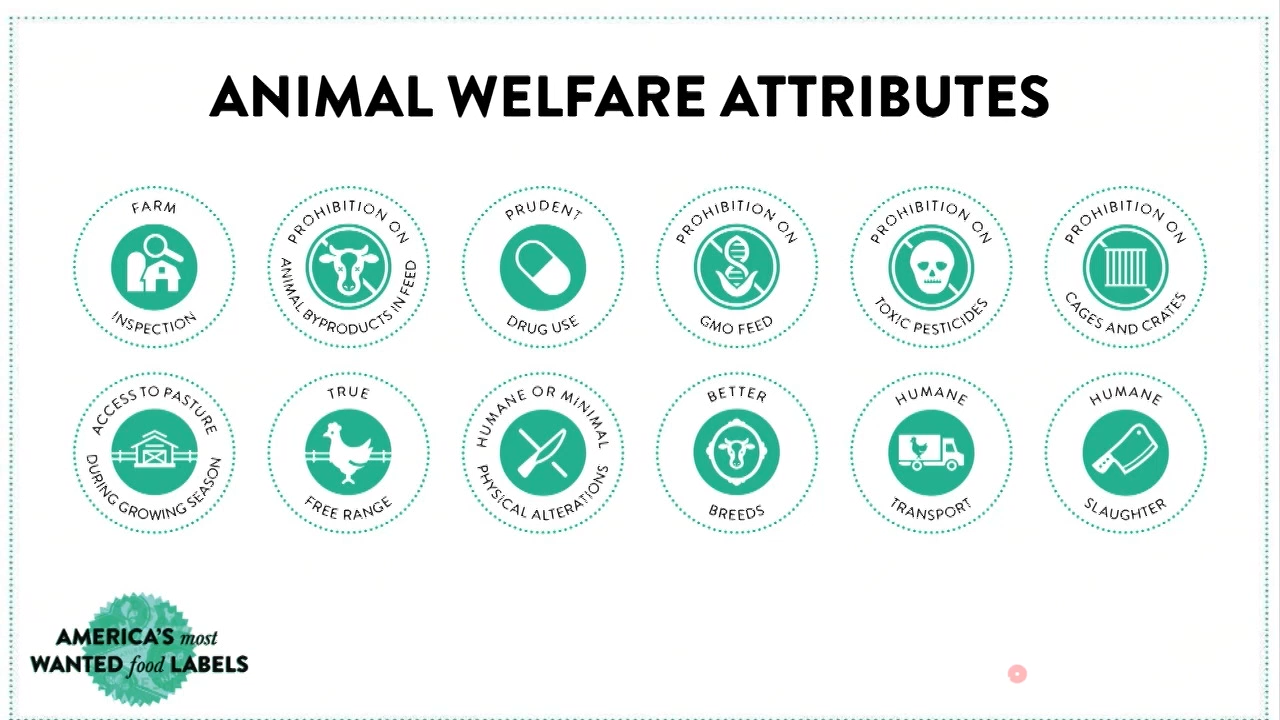 ANIMAL WELFARE ATTRIBUTES
FARM
INSPECTION
PROHIBITION ON
ANIMAL BYPRODUCTS IN FEED
PRUDENT
DRUG USE
PROHIBITION ON
GMO FEED
PROHIBITION ON
TOXIC PESTICIDES
PROHIBITION ON
CAGES AND CRATES
ACCESS TO PASTURE
DURING GROWING SEASON
TRUE
FREE RANGE
HUMANE OR MINIMAL
PHYSICAL ALTERATIONS
BETTER
BREEDS
HUMANE
TRANSPORT
HUMANE
SLAUGHTER
AMERICA'S most
WANTED food LABELS